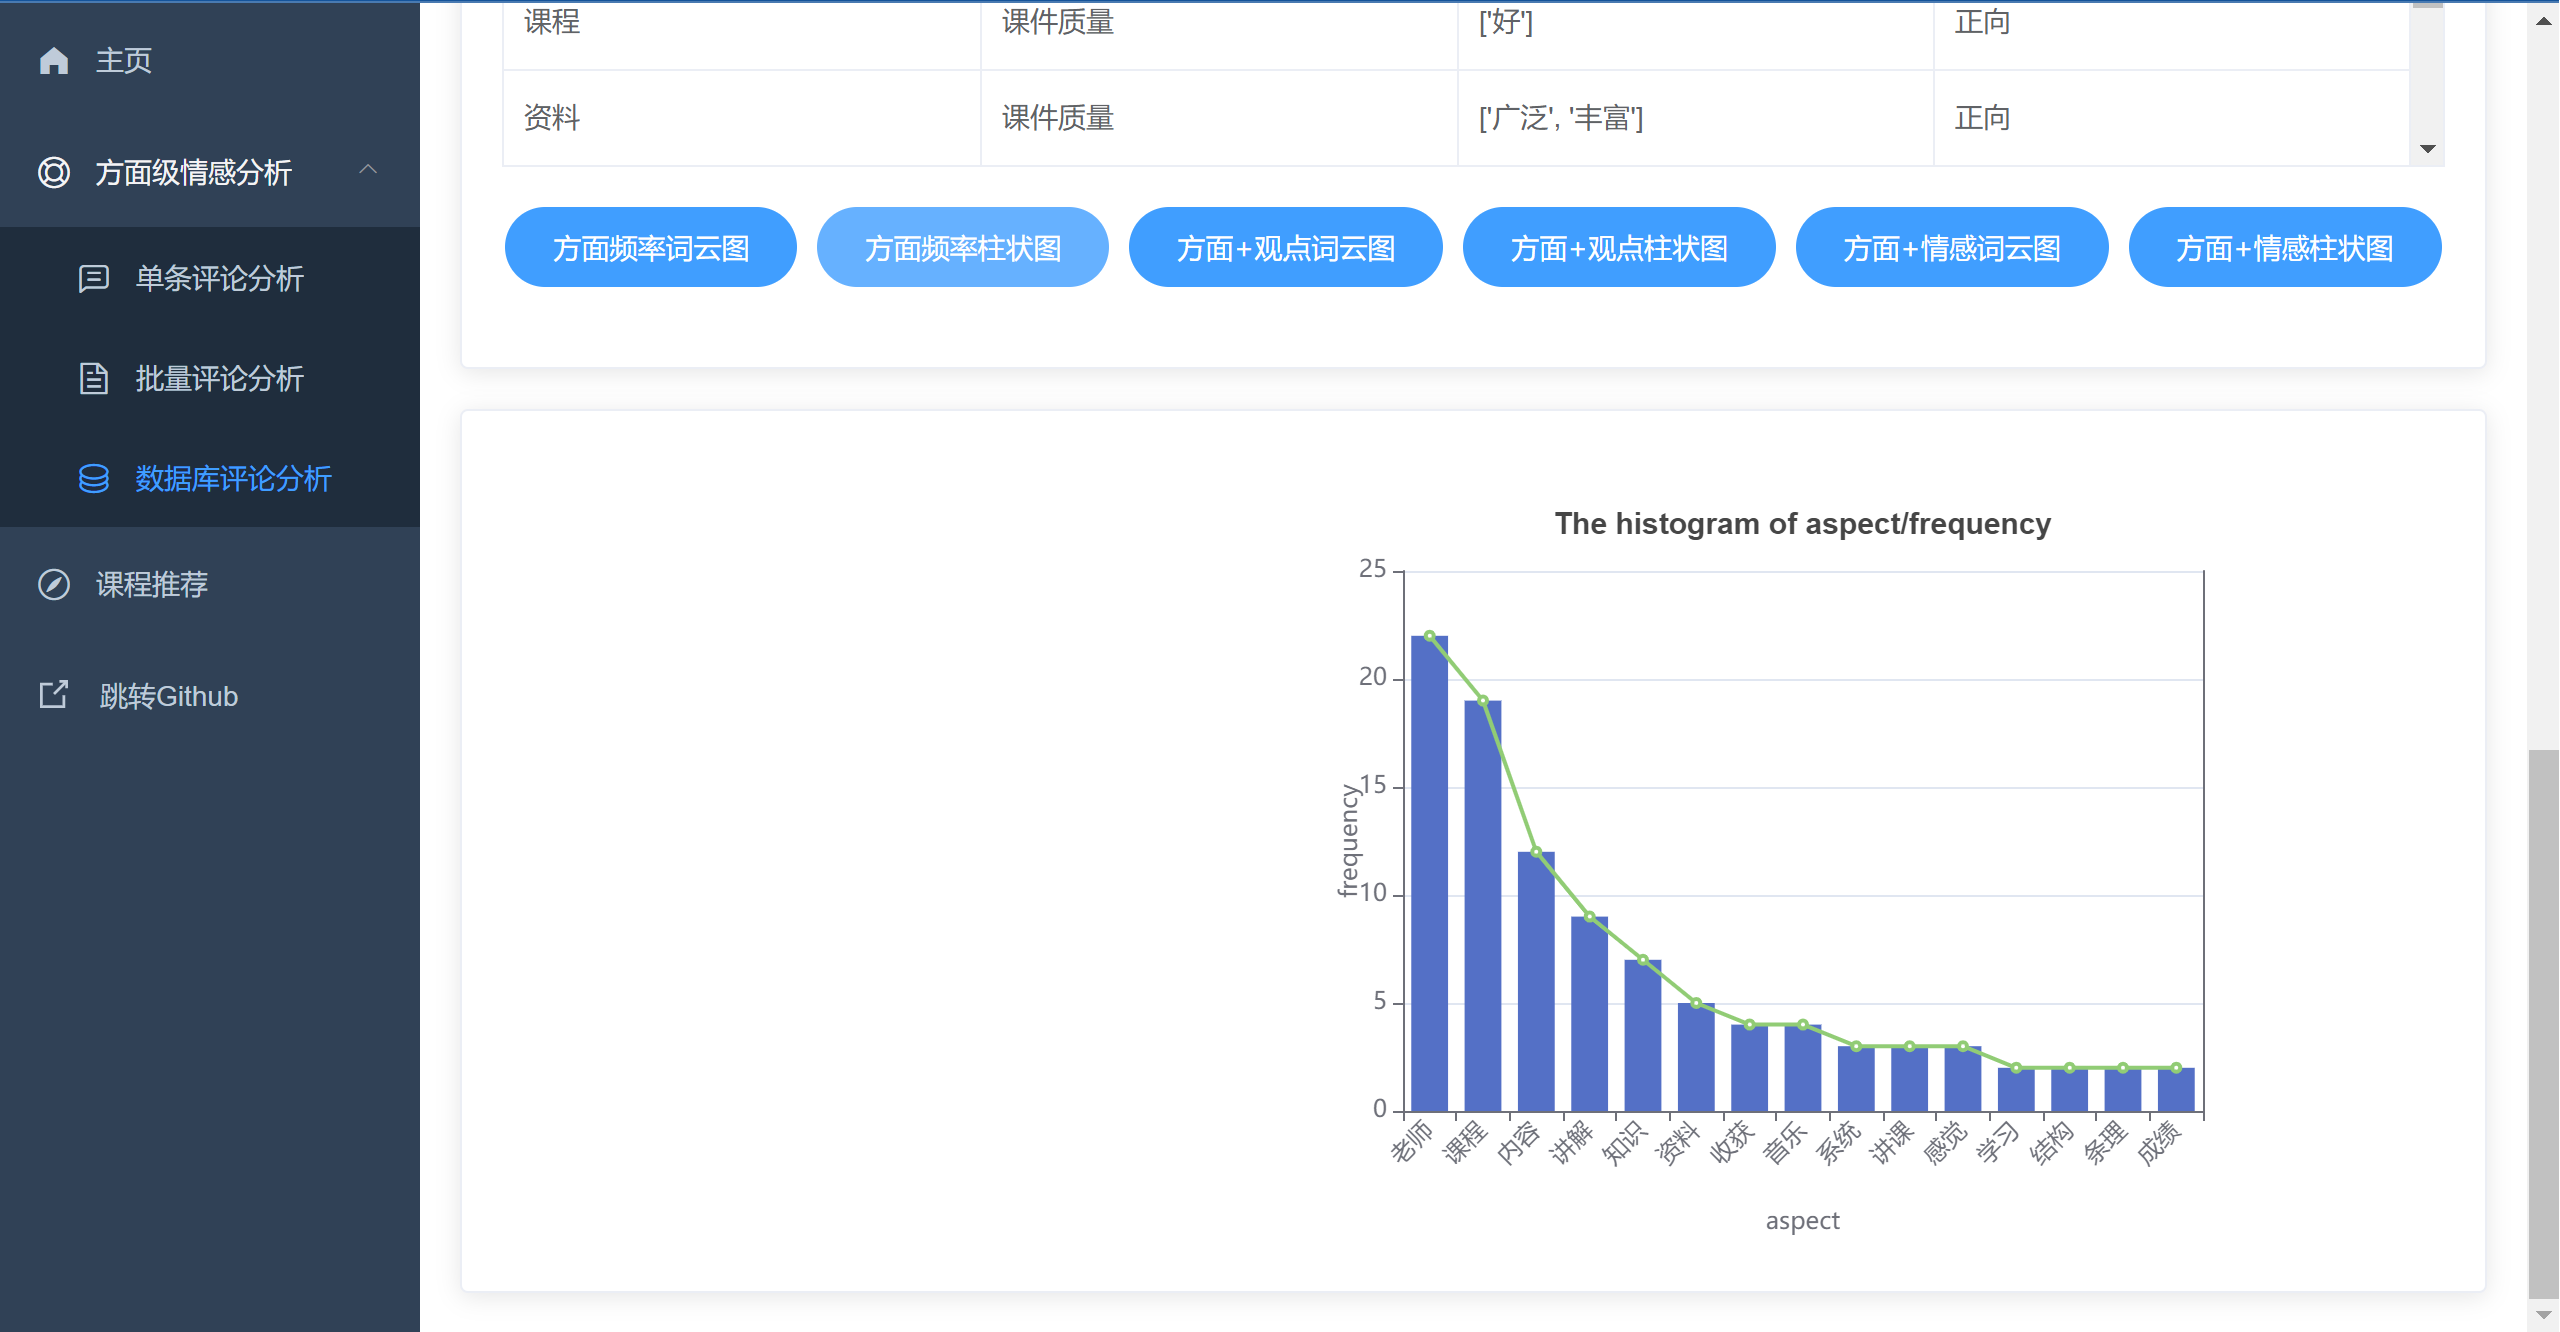 主页
方面级情感分析
单条评论分析
批量评论分析
数据库评论分析
课程推荐
跳转Github
课程 课件质量 ['好'] 正向
资料 课件质量 ['广泛', '丰富'] 正向
方面频率词云图 方面频率柱状图 方面+观点词云图 方面+观点柱状图 方面+情感词云图 方面+情感柱状图
The histogram of aspect/frequency
25
20
15
10
5
0
frequency
老师 课程 内容 讲解 知识 资料 收获 音乐 系统 讲课 感觉 学习 结构 条理 成绩
aspect